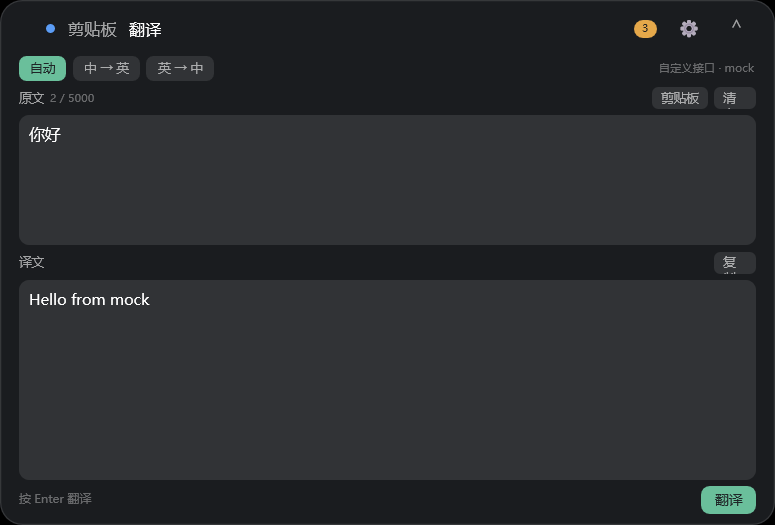 剪贴板 翻译 3 ^
自动 中→英 英→中 自定义接口 · mock
原文 2 / 5000 剪贴板 清
你好
译文 复
Hello from mock
按 Enter 翻译 翻译